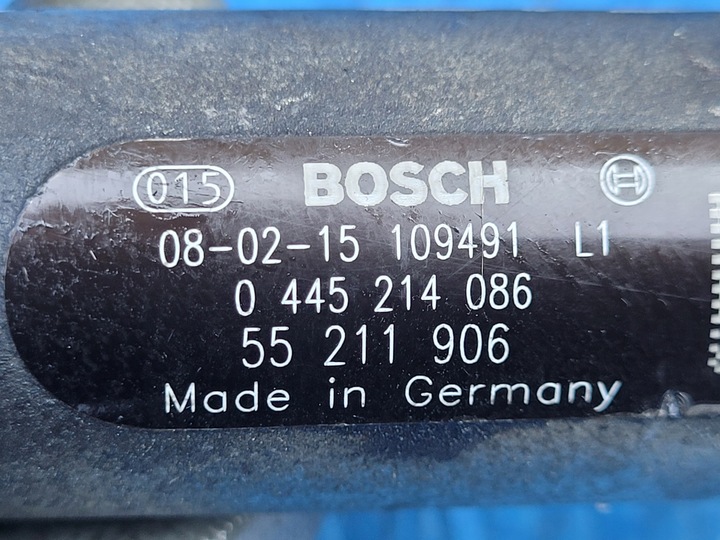 015 BOSCH
08-02-15 109491 L1
0 445 214 086
55 211 906
Made in Germany